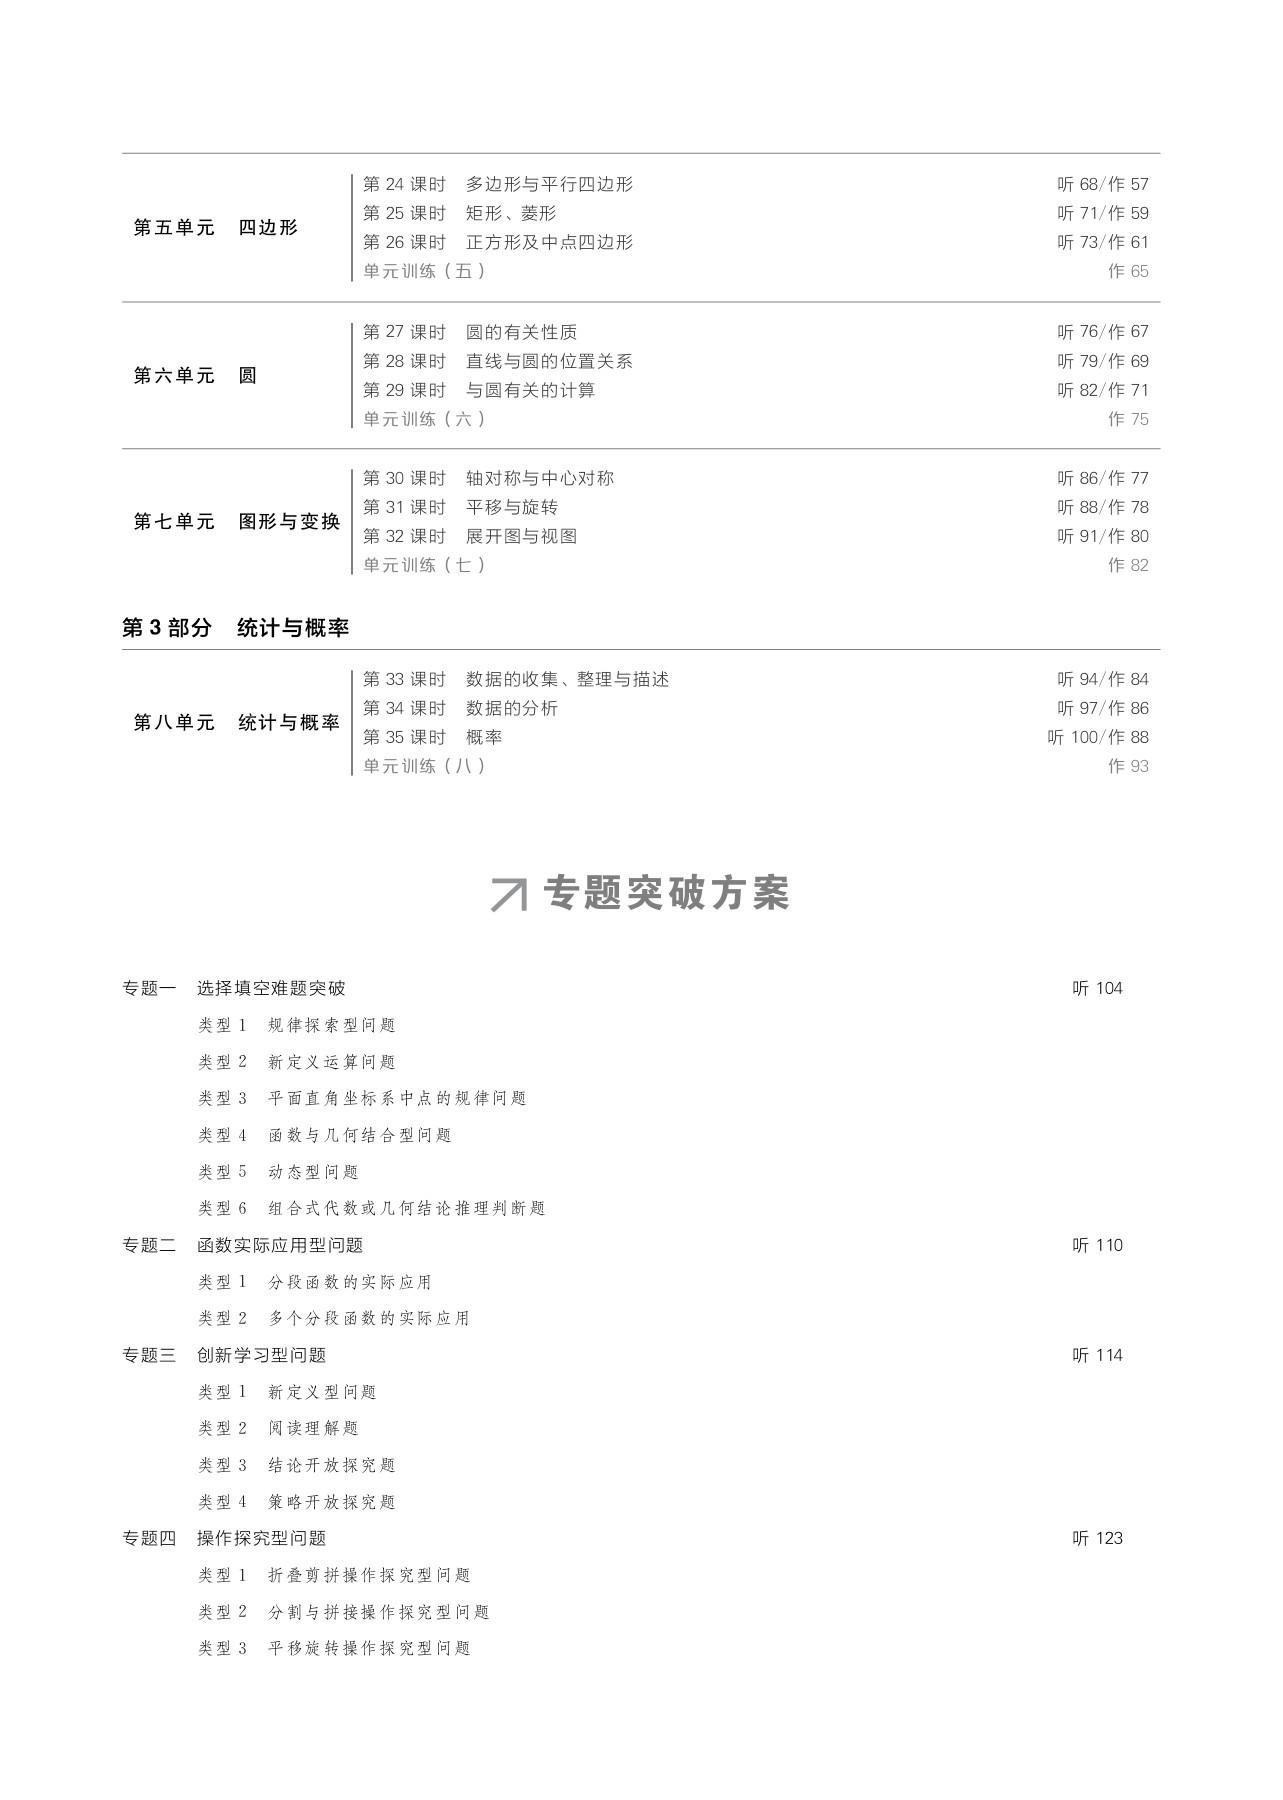 第五单元 四边形
第 24 课时 多边形与平行四边形 听 68/作 57
第 25 课时 矩形、菱形 听 71/作 59
第 26 课时 正方形及中点四边形 听 73/作 61
单元训练（五） 作 65
第六单元 圆
第 27 课时 圆的有关性质 听 76/作 67
第 28 课时 直线与圆的位置关系 听 79/作 69
第 29 课时 与圆有关的计算 听 82/作 71
单元训练（六） 作 75
第七单元 图形与变换
第 30 课时 轴对称与中心对称 听 86/作 77
第 31 课时 平移与旋转 听 88/作 78
第 32 课时 展开图与视图 听 91/作 80
单元训练（七） 作 82
第 3 部分 统计与概率
第八单元 统计与概率
第 33 课时 数据的收集、整理与描述 听 94/作 84
第 34 课时 数据的分析 听 97/作 86
第 35 课时 概率 听 100/作 88
单元训练（八） 作 93
专题突破方案
专题一 选择填空难题突破 听 104
类型 1 规律探索型问题
类型 2 新定义运算问题
类型 3 平面直角坐标系中点的规律问题
类型 4 函数与几何结合型问题
类型 5 动态型问题
类型 6 组合式代数或几何结论推理判断题
专题二 函数实际应用型问题 听 110
类型 1 分段函数的实际应用
类型 2 多个分段函数的实际应用
专题三 创新学习型问题 听 114
类型 1 新定义型问题
类型 2 阅读理解题
类型 3 结论开放探究题
类型 4 策略开放探究题
专题四 操作探究型问题 听 123
类型 1 折叠剪拼操作探究型问题
类型 2 分割与拼接操作探究型问题
类型 3 平移旋转操作探究型问题